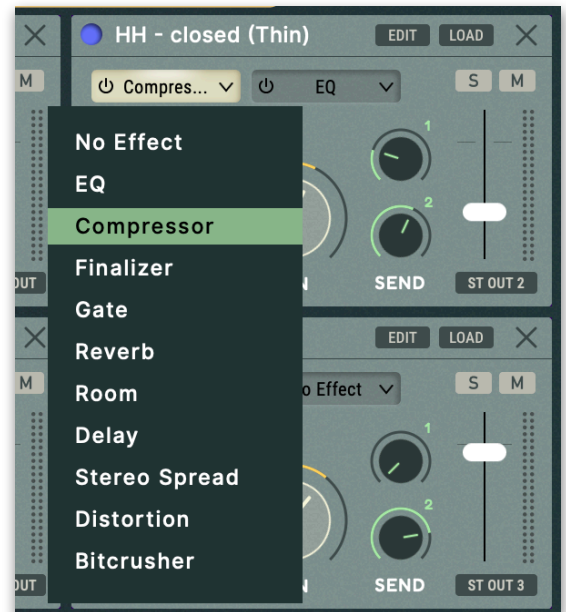 HH - closed (Thin)
EDIT
LOAD
M
Compres...
EQ
S
M
No Effect
EQ
Compressor
Finalizer
Gate
Reverb
Room
Delay
Stereo Spread
Distortion
Bitcrusher
1
2
SEND
ST OUT 2
EDIT
LOAD
M
o Effect
S
M
1
2
SEND
ST OUT 3